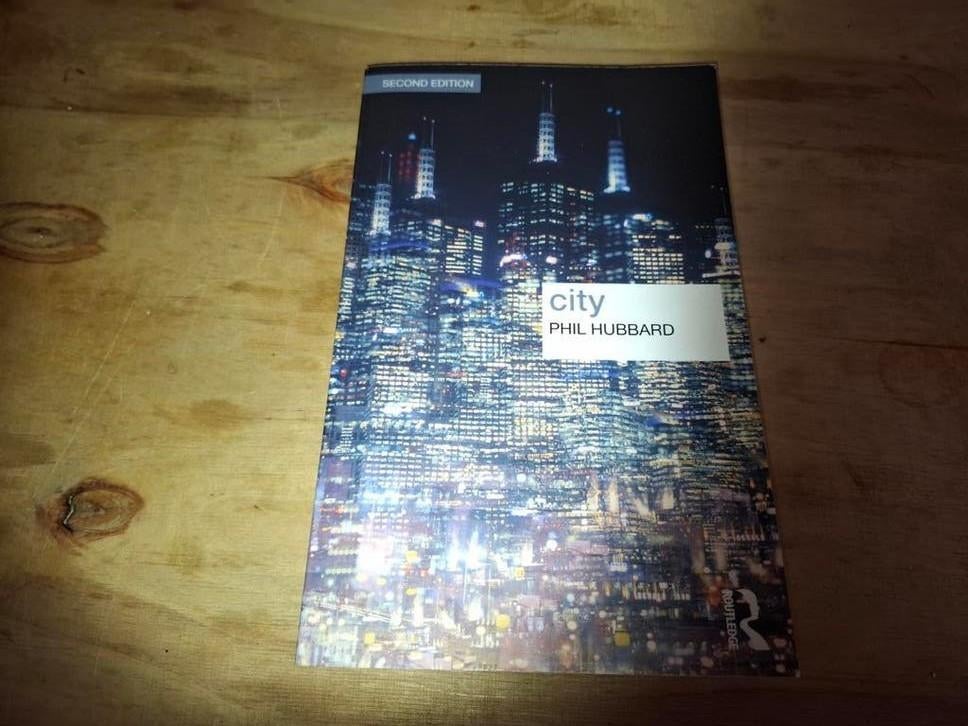 SECOND EDITION
city
PHIL HUBBARD
ROUTLEDGE